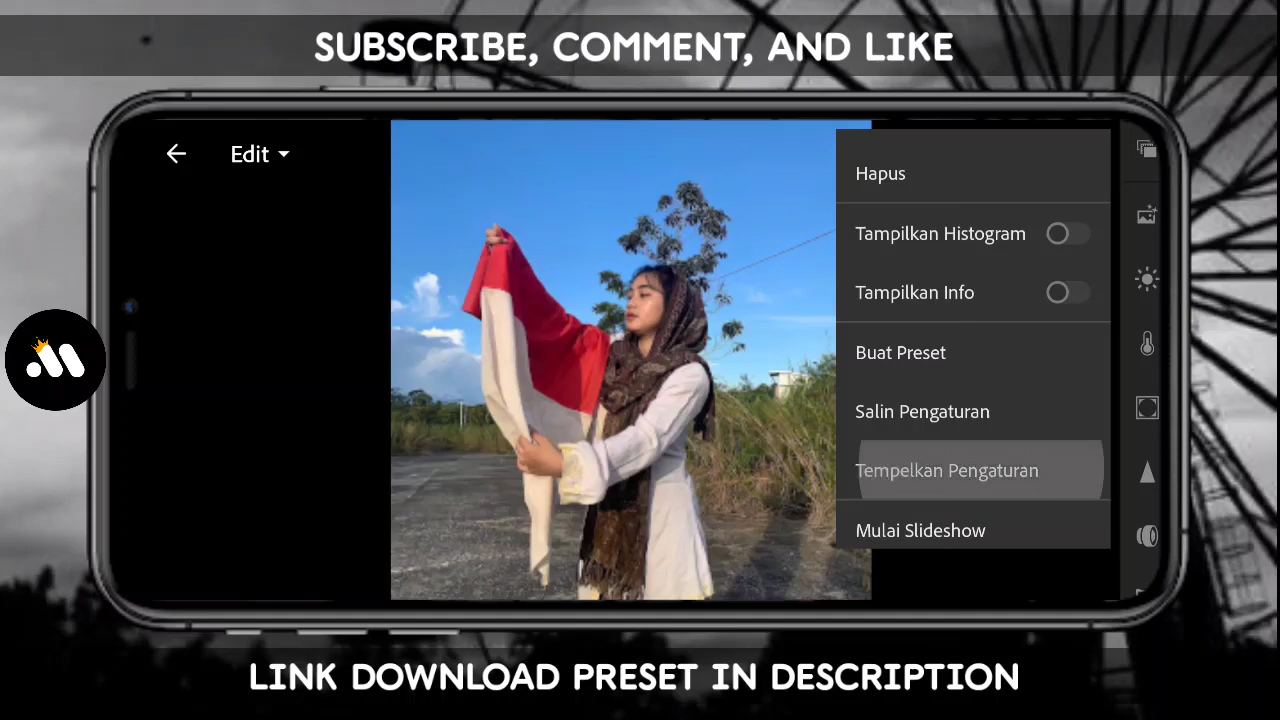 SUBSCRIBE, COMMENT, AND LIKE
Edit
Hapus
Tampilkan Histogram
Tampilkan Info
Buat Preset
Salin Pengaturan
Tempelkan Pengaturan
Mulai Slideshow
LINK DOWNLOAD PRESET IN DESCRIPTION